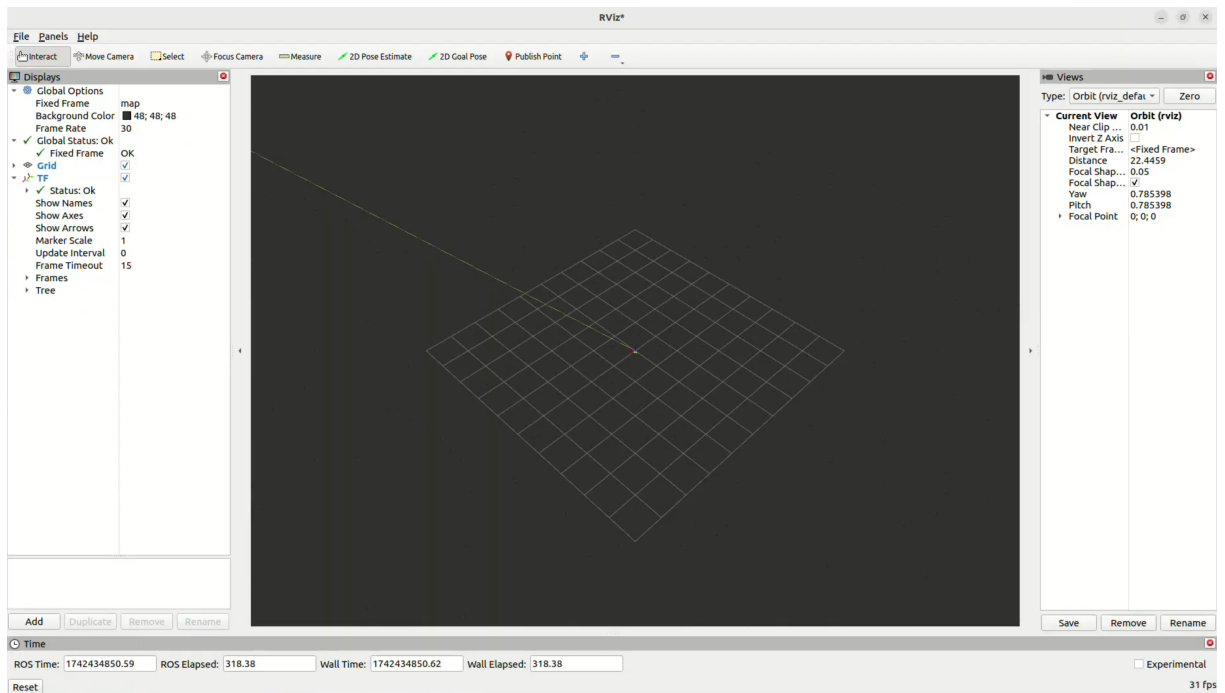 RViz*
File Panels Help
Interact Move Camera Select Focus Camera Measure 2D Pose Estimate 2D Goal Pose Publish Point
Displays
Global Options
Fixed Frame map
Background Color 48; 48; 48
Frame Rate 30
Global Status: Ok
Fixed Frame OK
Grid
TF
Status: Ok
Show Names
Show Axes
Show Arrows
Marker Scale 1
Update Interval 0
Frame Timeout 15
Frames
Tree
Add Duplicate Remove Rename
Views
Type: Orbit (rviz_defau Zero
Current View Orbit (rviz)
Near Clip ... 0.01
Invert Z Axis
Target Fra... <Fixed Frame>
Distance 22.4459
Focal Shap... 0.05
Focal Shap...
Yaw 0.785398
Pitch 0.785398
Focal Point 0; 0; 0
Save Remove Rename
Time
ROS Time: 1742434850.59 ROS Elapsed: 318.38 Wall Time: 1742434850.62 Wall Elapsed: 318.38 Experimental
Reset 31 fps